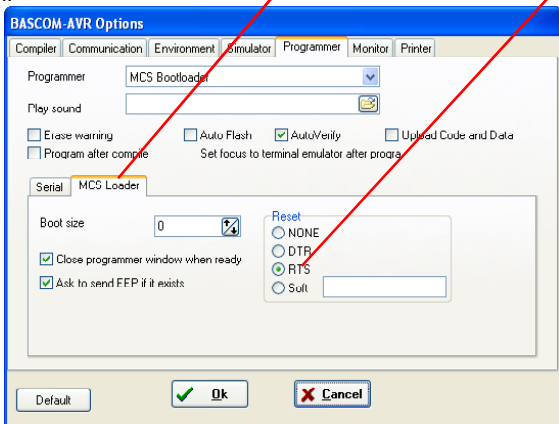 BASCOM-AVR Options
Compiler Communication Environment Simulator Programmer Monitor Printer
Programmer MCS Bootloader
Play sound
Erase warning Auto Flash AutoVerify Upload Code and Data
Program after compile Set focus to terminal emulator after progra
Serial MCS Loader
Boot size 0 Reset
NONE
DTR
Close programmer window when ready
RTS
Ask to send EEP if it exists
Soft
Default Ok Cancel